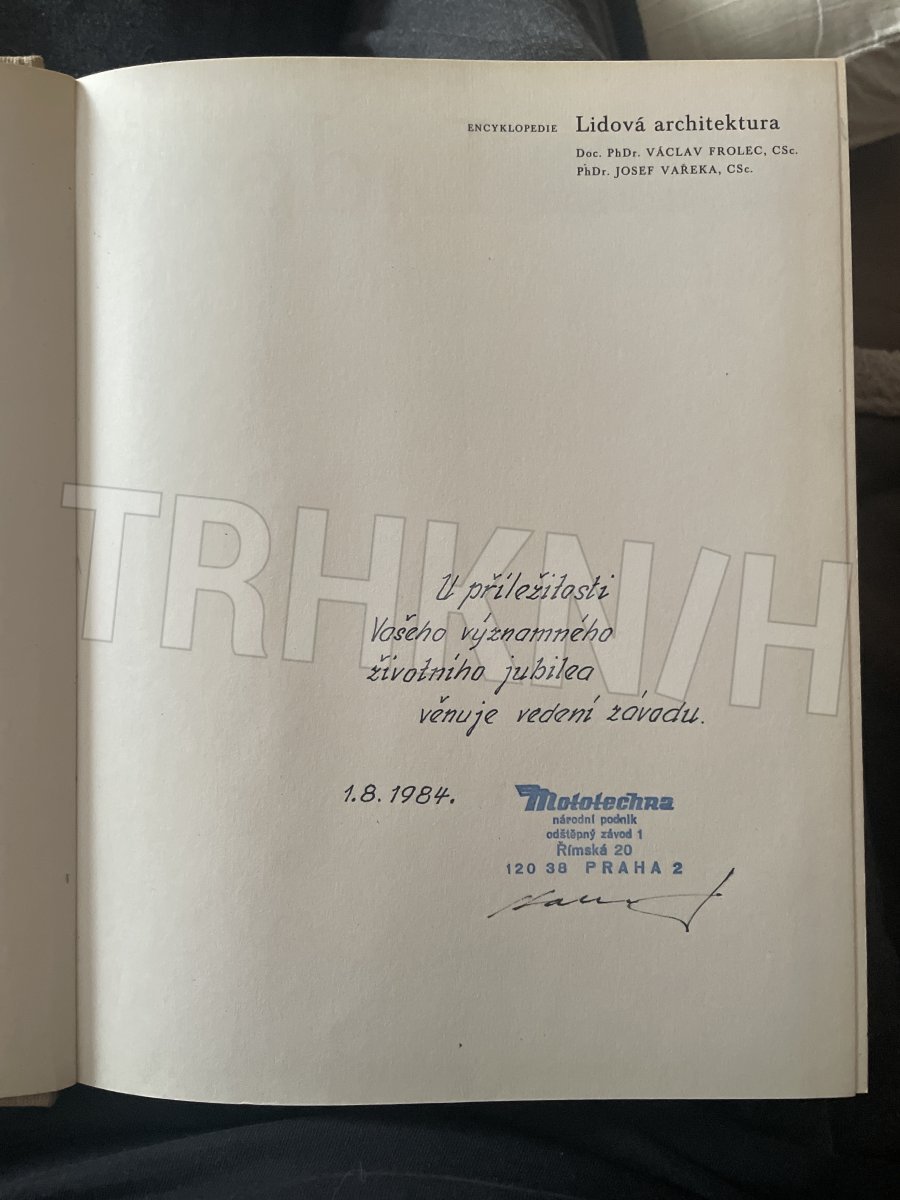 ENCYKLOPEDIE Lidová architektura
Doc. PhDr. VÁCLAV FROLEC, CSc.
PhDr. JOSEF VAŘEKA, CSc.
TRHKN/H
U příležitosti
Vašeho významného
životního jubilea
věnuje vedení závodu.
1.8.1984.
Mototechna
národní podnik
odštěpný závod 1
Římská 20
120 38 PRAHA 2